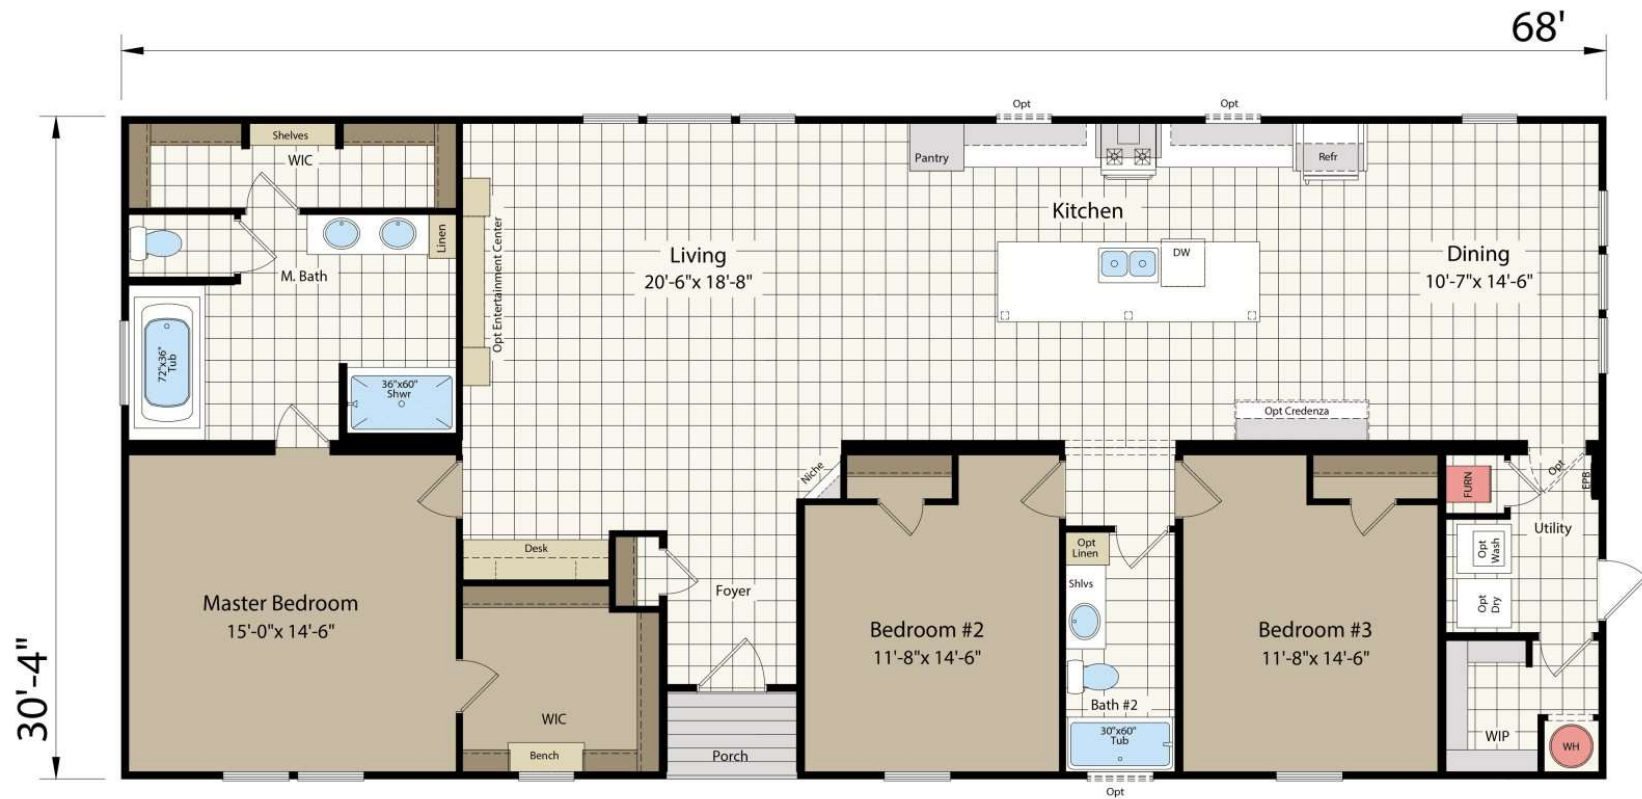 68'
30'-4"
Opt
Opt
Shelves
WIC
Pantry
Refr
Kitchen
Linen
M. Bath
Opt Entertainment Center
Living
20'-6"x 18'-8"
DW
Dining
10'-7"x 14'-6"
72"x36"
Tub
36"x60"
Shwr
Opt Credenza
Niche
FURN
Opt
EPB
Utility
Desk
Opt
Linen
Opt
Wash
Shlvs
Foyer
Opt
Dry
Master Bedroom
15'-0"x 14'-6"
Bedroom #2
11'-8"x 14'-6"
Bedroom #3
11'-8"x 14'-6"
WIC
Bench
Porch
Bath #2
30"x60"
Tub
WIP
WH
Opt